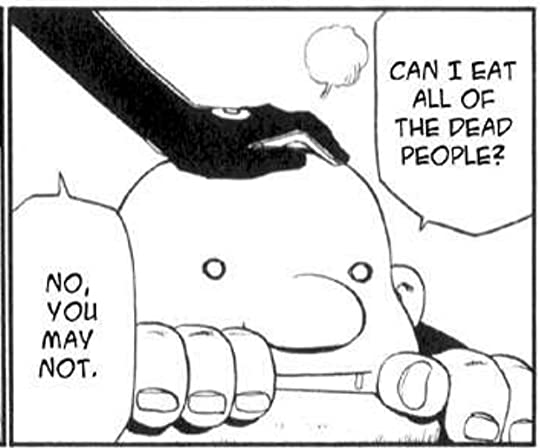 CAN I EAT
ALL OF
THE DEAD
PEOPLE?
NO,
YOU
MAY
NOT.